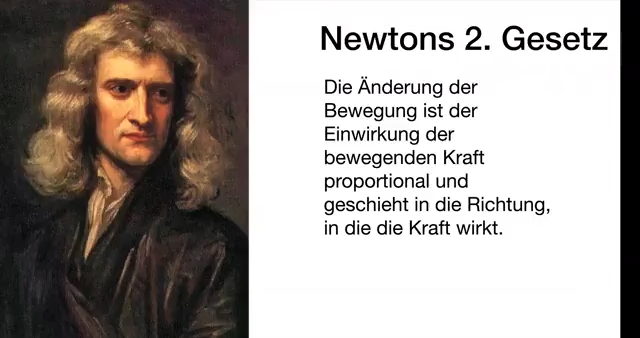 Newtons 2. Gesetz
Die Änderung der
Bewegung ist der
Einwirkung der
bewegenden Kraft
proportional und
geschieht in die Richtung,
in die die Kraft wirkt.